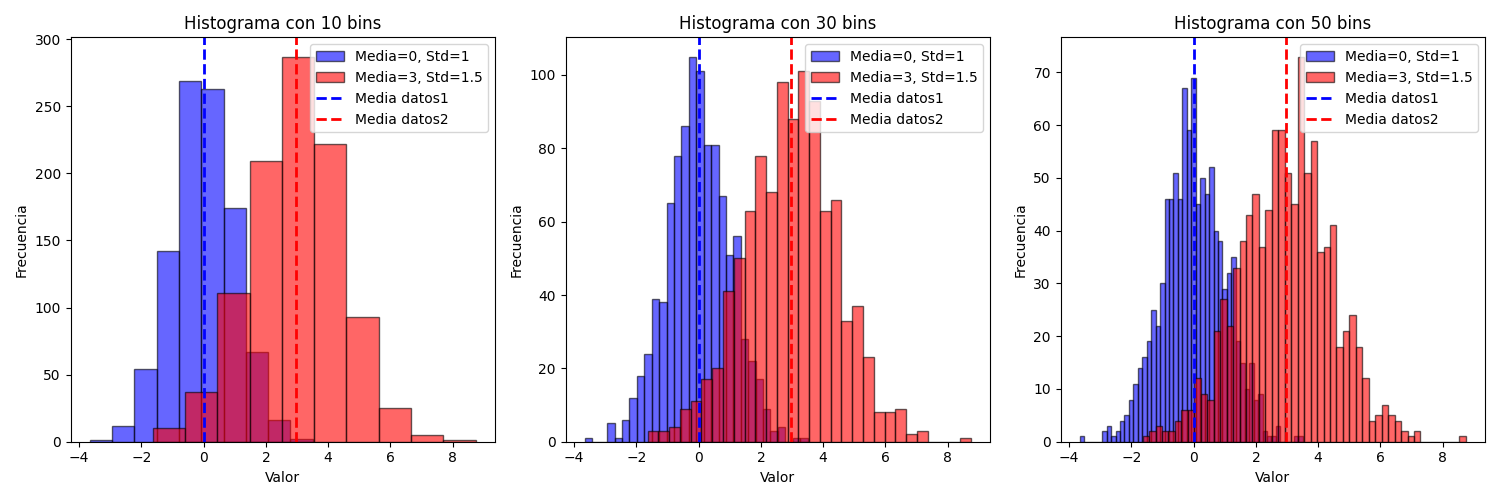 Histograma con 10 bins
Frecuencia
300
250
200
150
100
50
0
−4 −2 0 2 4 6 8
Valor
Media=0, Std=1
Media=3, Std=1.5
Media datos1
Media datos2
Histograma con 30 bins
Frecuencia
100
80
60
40
20
0
−4 −2 0 2 4 6 8
Valor
Media=0, Std=1
Media=3, Std=1.5
Media datos1
Media datos2
Histograma con 50 bins
Frecuencia
70
60
50
40
30
20
10
0
−4 −2 0 2 4 6 8
Valor
Media=0, Std=1
Media=3, Std=1.5
Media datos1
Media datos2